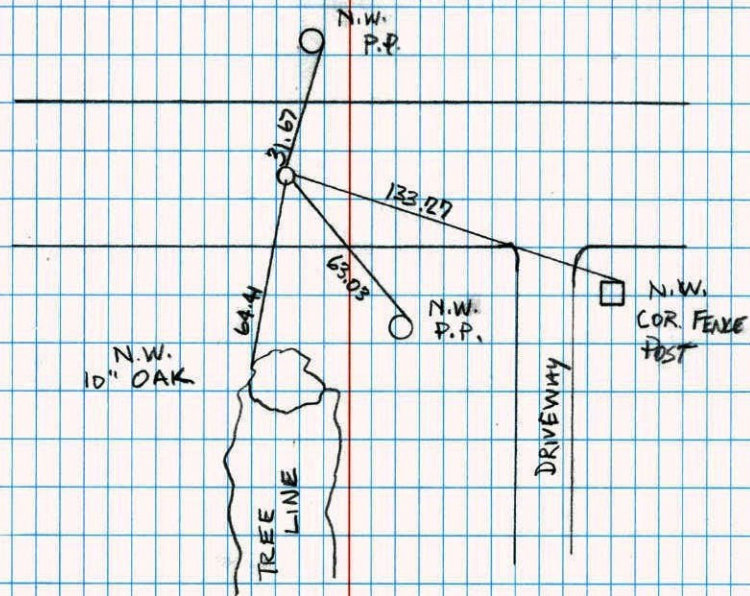 N.W.
P.P.
31.67
133.27
63.03
64.41
N.W.
P.P.
N.W.
COR. FENCE
POST
N.W.
10" OAK
DRIVEWAY
TREE
LINE